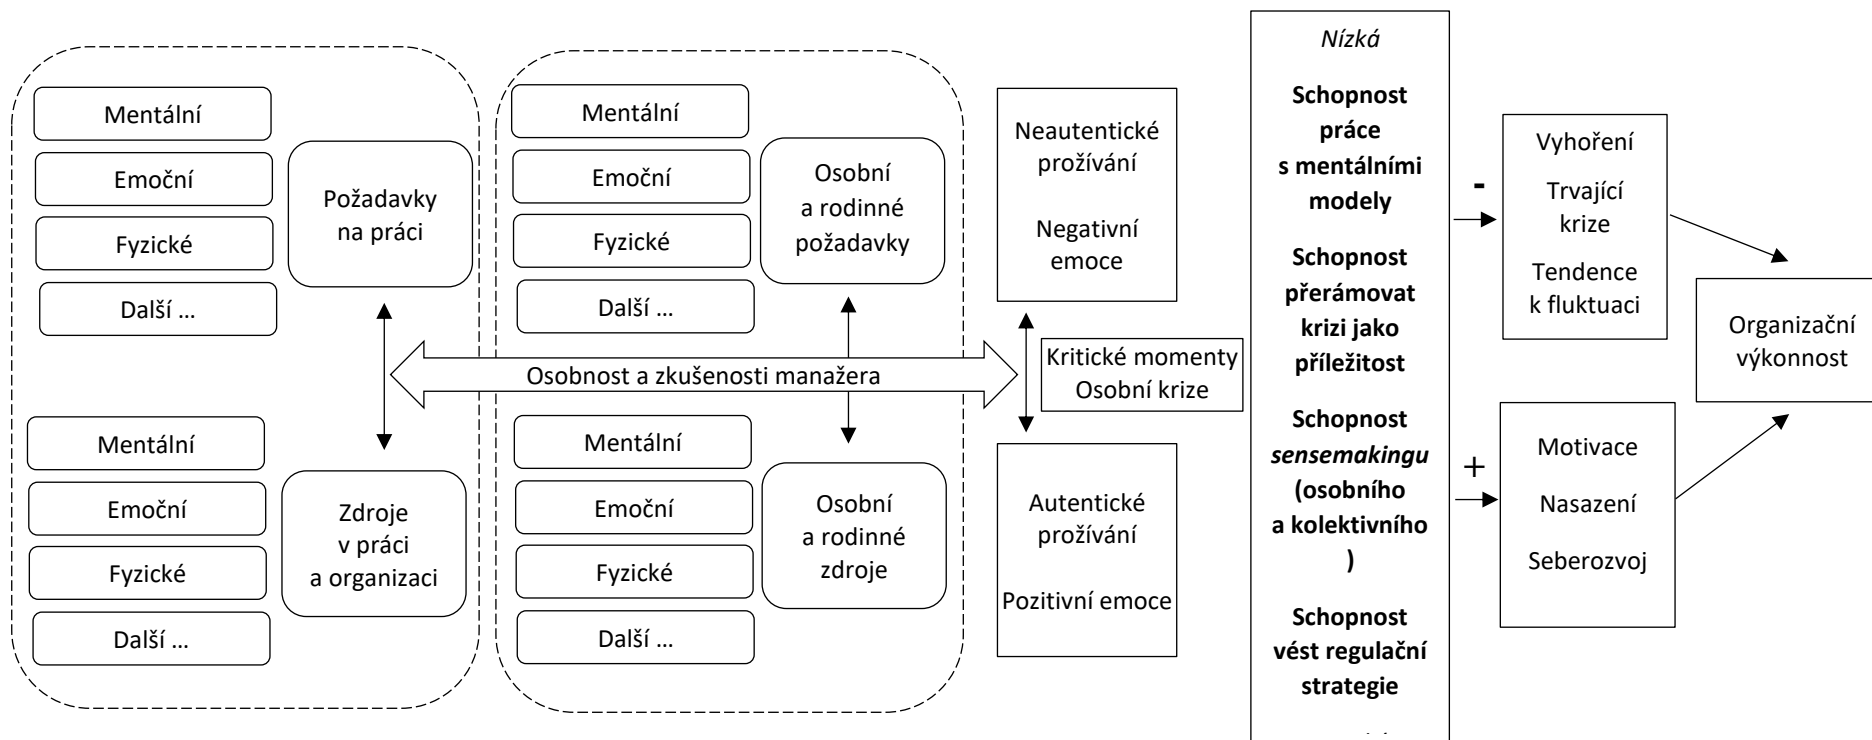 Mentální
Emoční
Fyzické
Další ...
Požadavky
na práci
Mentální
Emoční
Fyzické
Další ...
Zdroje
v práci
a organizaci
Mentální
Emoční
Fyzické
Další ...
Osobní
a rodinné
požadavky
Osobnost a zkušenosti manažera
Mentální
Emoční
Fyzické
Další ...
Osobní
a rodinné
zdroje
Neautentické
prožívání
Negativní
emoce
Kritické momenty
Osobní krize
Autentické
prožívání
Pozitivní emoce
Nízká
Schopnost
práce
s mentálními
modely
Schopnost
přerámovat
krizi jako
příležitost
Schopnost
sensemakingu
(osobního
a kolektivního
)
Schopnost
vést regulační
strategie
-
+
Vyhoření
Trvající
krize
Tendence
k fluktuaci
Motivace
Nasazení
Seberozvoj
Organizační
výkonnost